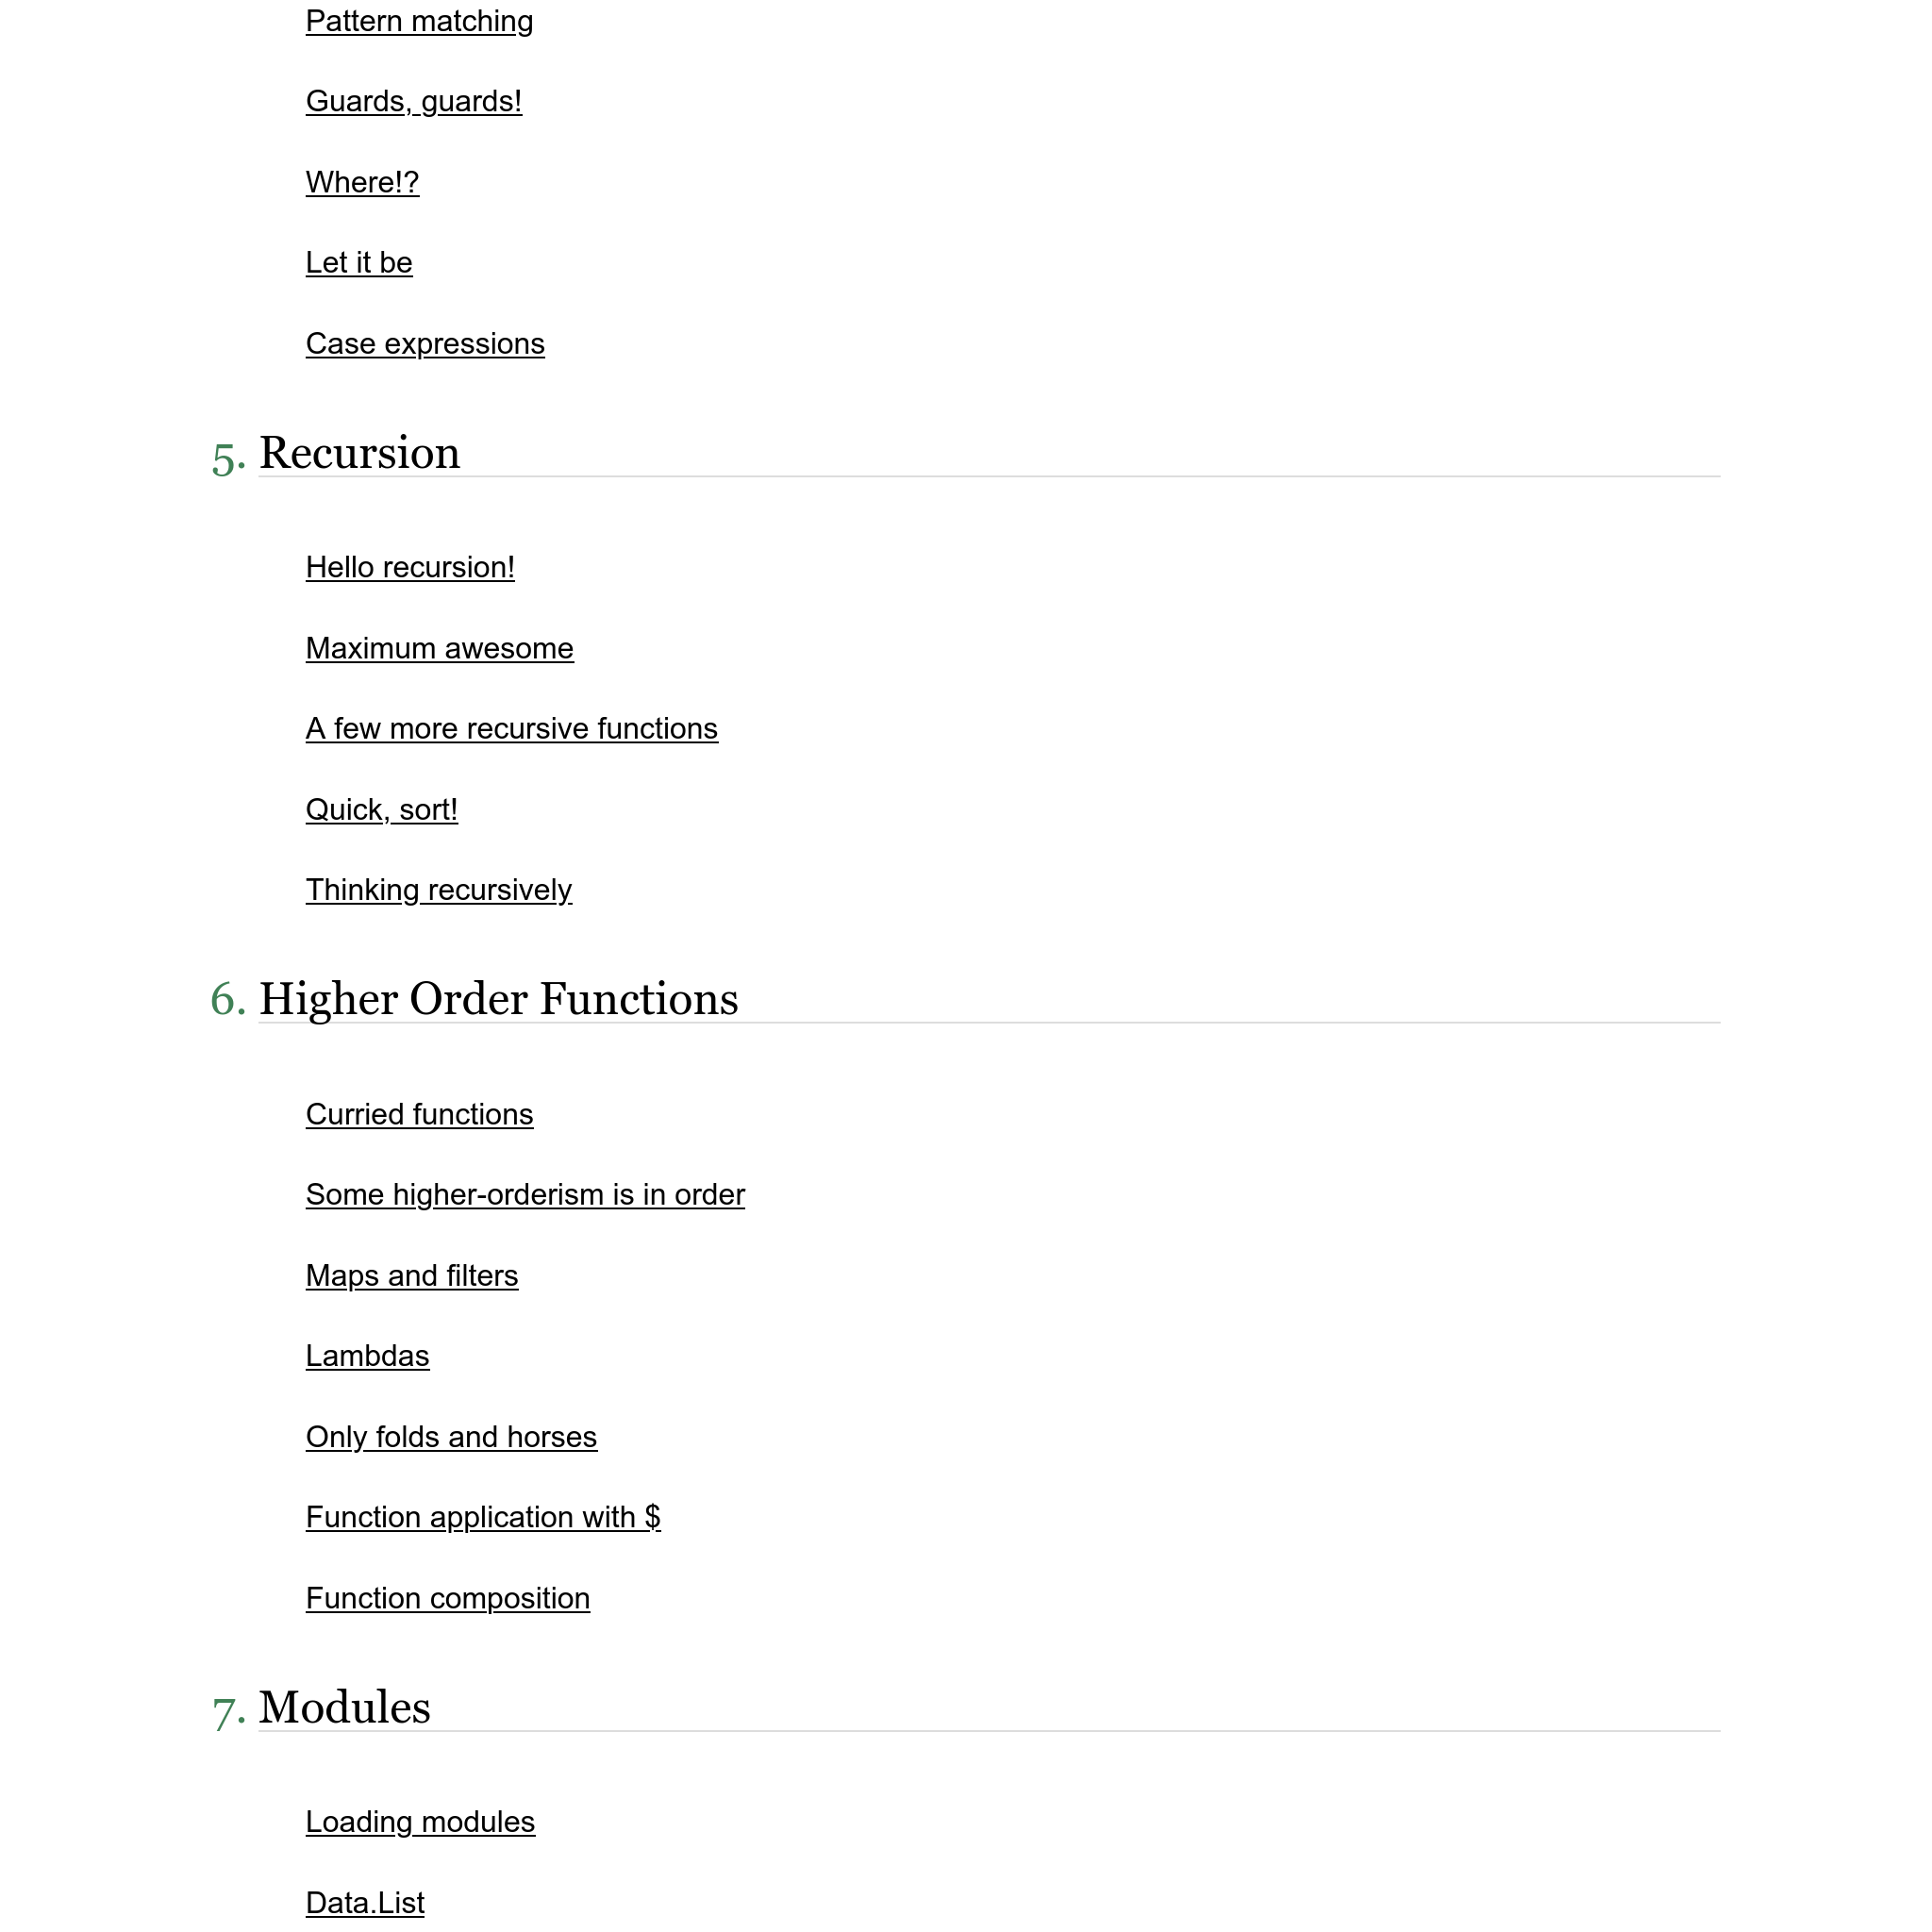 Pattern matching
Guards, guards!
Where!?
Let it be
Case expressions
5. Recursion
Hello recursion!
Maximum awesome
A few more recursive functions
Quick, sort!
Thinking recursively
6. Higher Order Functions
Curried functions
Some higher-orderism is in order
Maps and filters
Lambdas
Only folds and horses
Function application with $
Function composition
7. Modules
Loading modules
Data.List